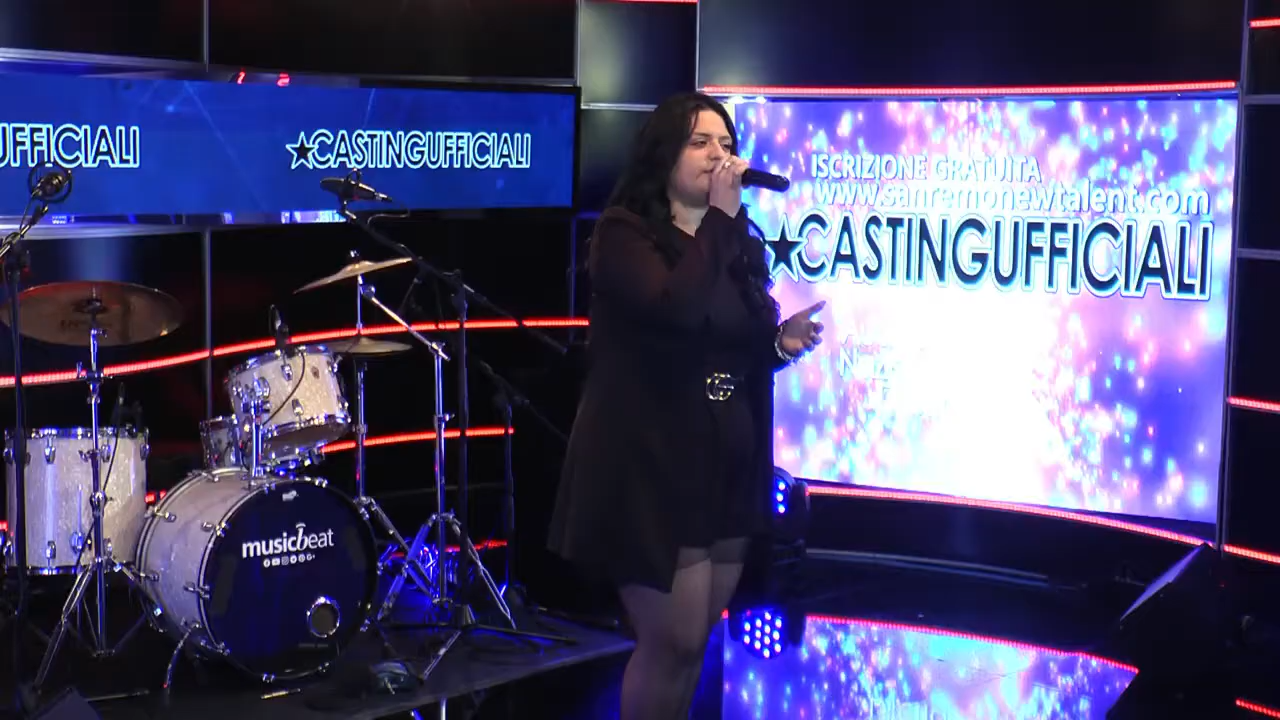 UFFICIALI
★CASTINGUFFICIALI
ISCRIZIONE GRATUITA
www.sanremonewtalent.com
★CASTINGUFFICIALI
musicbeat